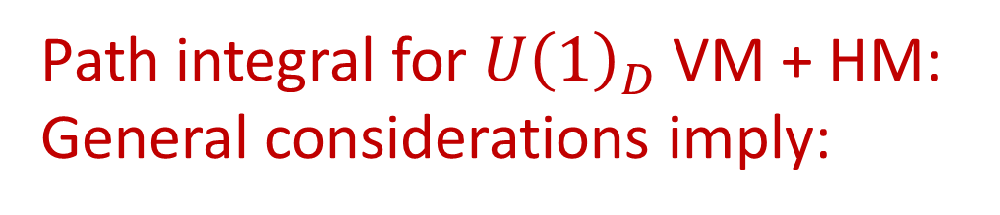 Path integral for $U(1)_D$ VM + HM:
General considerations imply: